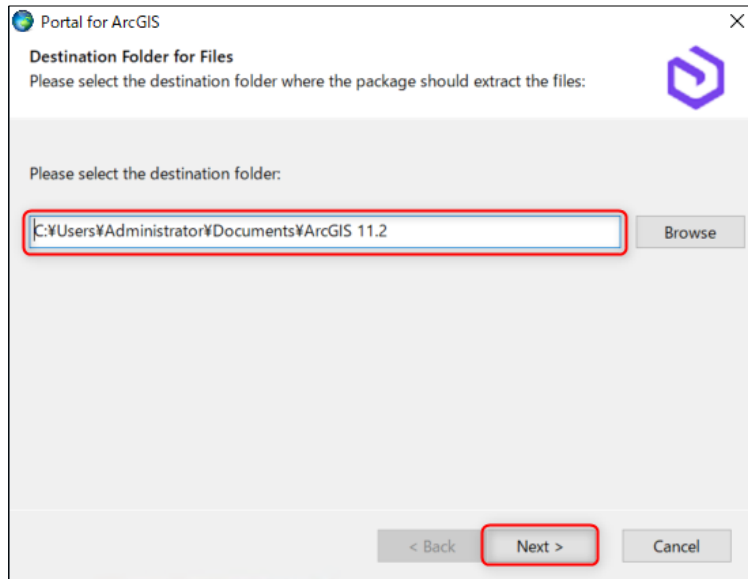 Portal for ArcGIS
Destination Folder for Files
Please select the destination folder where the package should extract the files:
Please select the destination folder:
C:¥Users¥Administrator¥Documents¥ArcGIS 11.2
Browse
< Back
Next >
Cancel